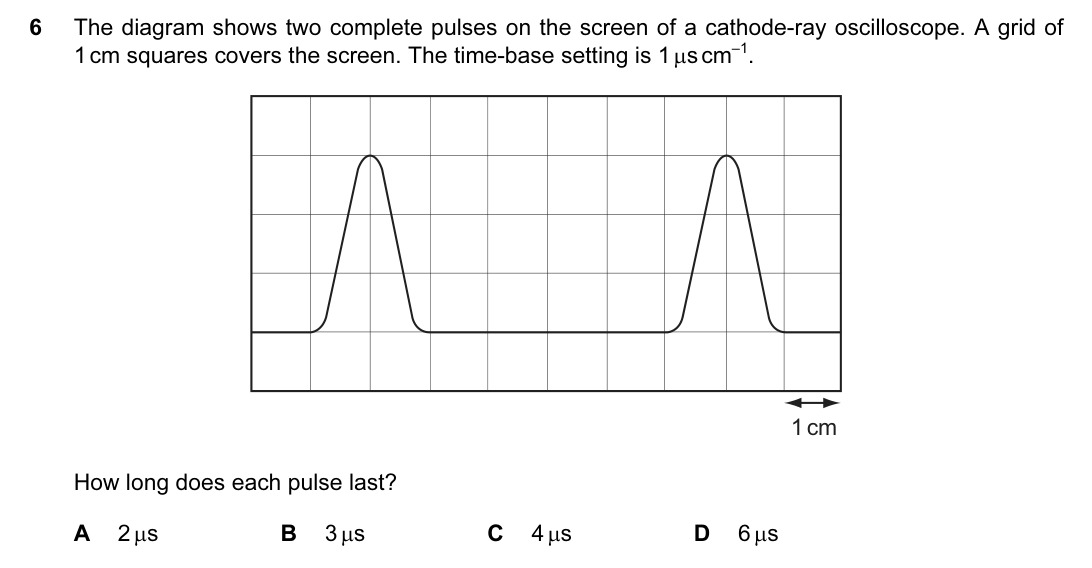 6 The diagram shows two complete pulses on the screen of a cathode-ray oscilloscope. A grid of
1 cm squares covers the screen. The time-base setting is 1 μs cm⁻¹.
1 cm
How long does each pulse last?
A 2 μs B 3 μs C 4 μs D 6 μs